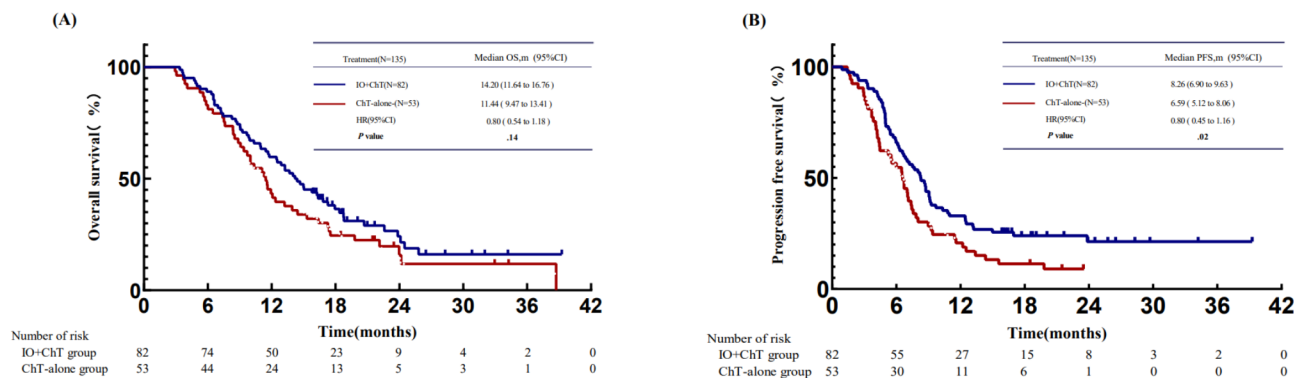 (A)
Overall survival( %)
100
50
0
0 6 12 18 24 30 36 42
Time(months)
Treatment(N=135) Median OS,m (95%CI)
IO+ChT(N=82) 14.20 (11.64 to 16.76)
ChT-alone-(N=53) 11.44 ( 9.47 to 13.41)
HR(95%CI) 0.80 ( 0.54 to 1.18)
P value .14
Number of risk
IO+ChT group 82 74 50 23 9 4 2 0
ChT-alone group 53 44 24 13 5 3 1 0
(B)
Progression free survival( %)
100
50
0
0 6 12 18 24 30 36 42
Time(months)
Treatment(N=135) Median PFS,m (95%CI)
IO+ChT(N=82) 8.26 (6.90 to 9.63)
ChT-alone-(N=53) 6.59 ( 5.12 to 8.06)
HR(95%CI) 0.80 ( 0.45 to 1.16)
P value .02
Number of risk
IO+ChT group 82 55 27 15 8 3 2 0
ChT-alone group 53 30 11 6 1 0 0 0